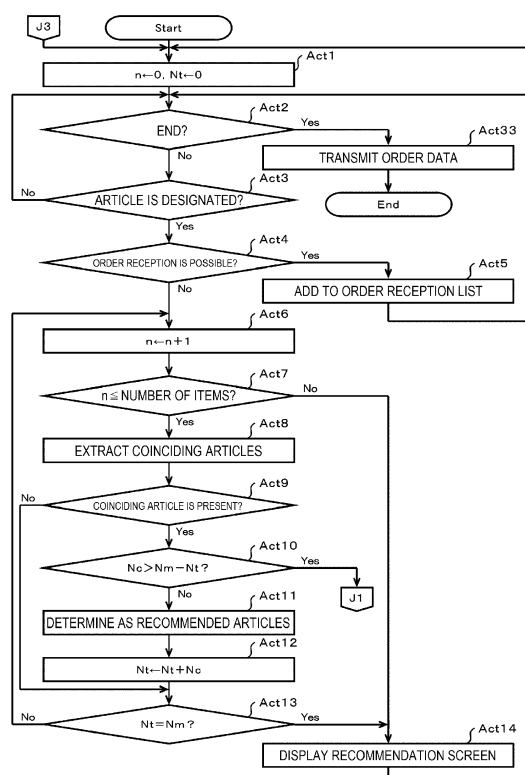 J3
Start
Act1
n←0, Nt←0
Act2
END?
Yes
No
Act33
TRANSMIT ORDER DATA
End
Act3
ARTICLE IS DESIGNATED?
No
Yes
Act4
ORDER RECEPTION IS POSSIBLE?
Yes
No
Act5
ADD TO ORDER RECEPTION LIST
Act6
n←n+1
Act7
n≦NUMBER OF ITEMS?
No
Yes
Act8
EXTRACT COINCIDING ARTICLES
Act9
COINCIDING ARTICLE IS PRESENT?
No
Yes
Act10
Nc>Nm−Nt?
Yes
No
J1
Act11
DETERMINE AS RECOMMENDED ARTICLES
Act12
Nt←Nt+Nc
Act13
Nt=Nm?
No
Yes
Act14
DISPLAY RECOMMENDATION SCREEN